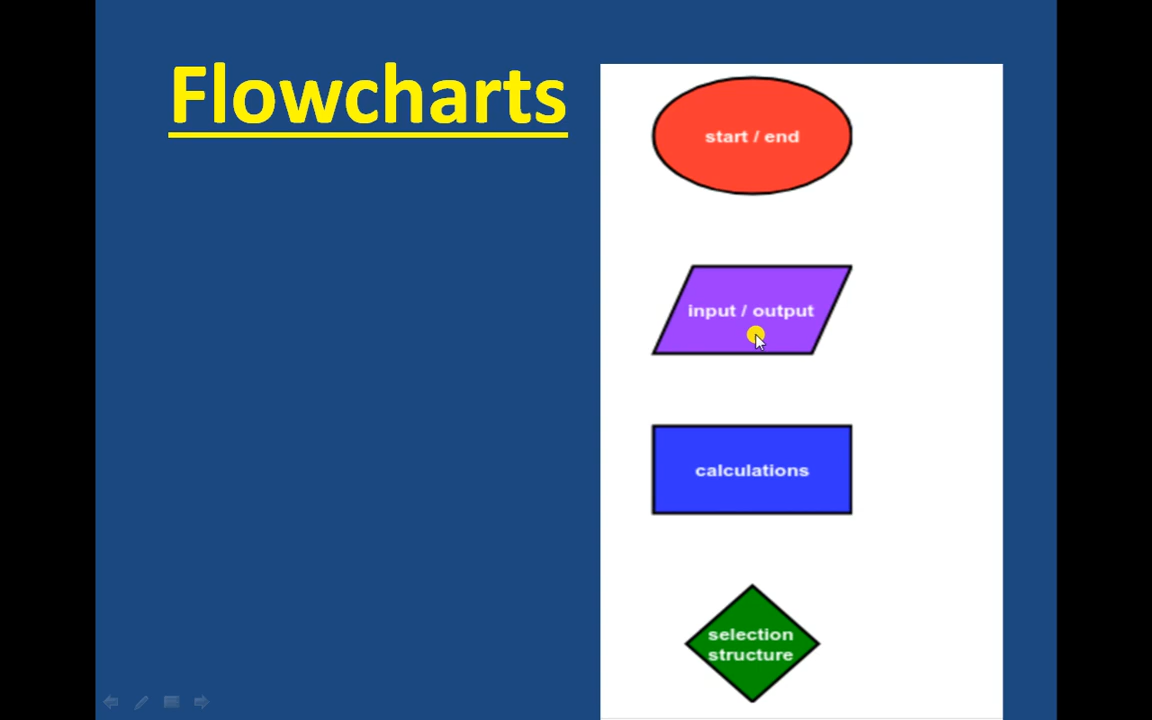 Flowcharts
start / end
input / output
calculations
selection
structure